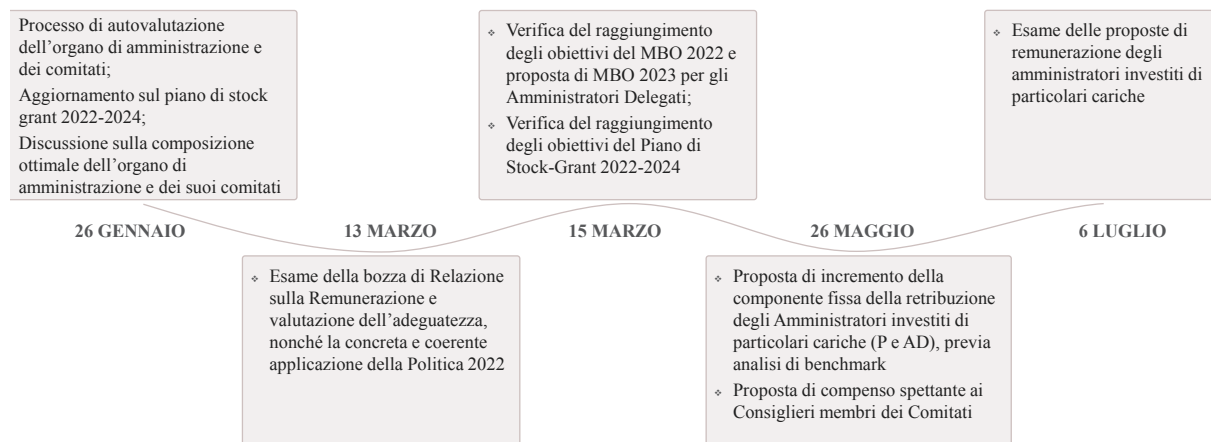 Processo di autovalutazione
dell’organo di amministrazione e
dei comitati;
Aggiornamento sul piano di stock
grant 2022-2024;
Discussione sulla composizione
ottimale dell’organo di
amministrazione e dei suoi comitati
❖ Verifica del raggiungimento
degli obiettivi del MBO 2022 e
proposta di MBO 2023 per gli
Amministratori Delegati;
❖ Verifica del raggiungimento
degli obiettivi del Piano di
Stock-Grant 2022-2024
❖ Esame delle proposte di
remunerazione degli
amministratori investiti di
particolari cariche
26 GENNAIO
13 MARZO
15 MARZO
26 MAGGIO
6 LUGLIO
❖ Esame della bozza di Relazione
sulla Remunerazione e
valutazione dell’adeguatezza,
nonché la concreta e coerente
applicazione della Politica 2022
❖ Proposta di incremento della
componente fissa della retribuzione
degli Amministratori investiti di
particolari cariche (P e AD), previa
analisi di benchmark
❖ Proposta di compenso spettante ai
Consiglieri membri dei Comitati